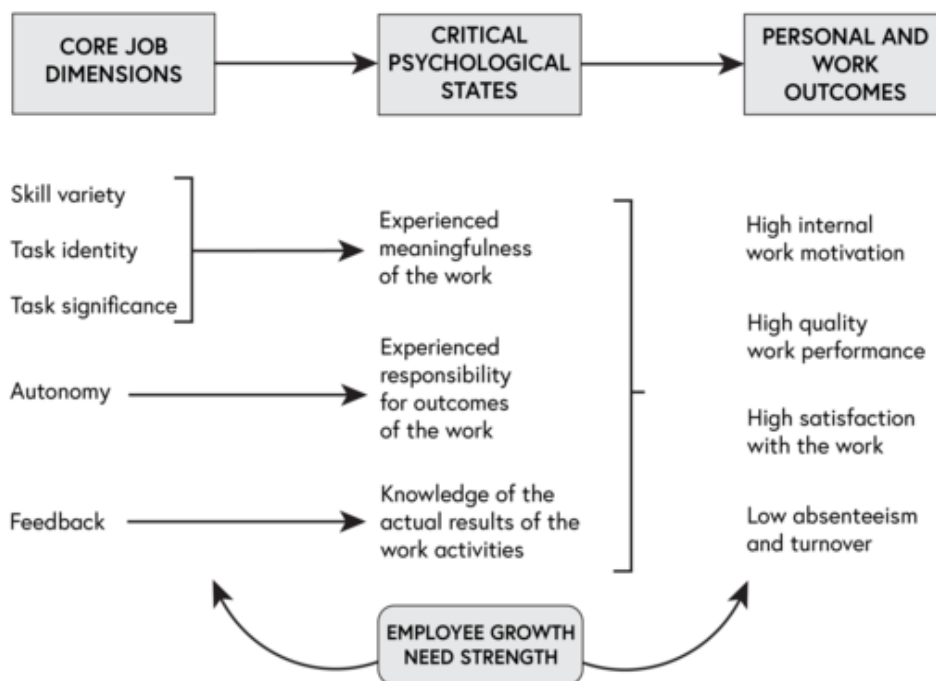 CORE JOB
DIMENSIONS
CRITICAL
PSYCHOLOGICAL
STATES
PERSONAL AND
WORK
OUTCOMES
Skill variety
Task identity
Task significance
Experienced
meaningfulness
of the work
Autonomy
Experienced
responsibility
for outcomes
of the work
Feedback
Knowledge of the
actual results of the
work activities
High internal
work motivation
High quality
work performance
High satisfaction
with the work
Low absenteeism
and turnover
EMPLOYEE GROWTH
NEED STRENGTH